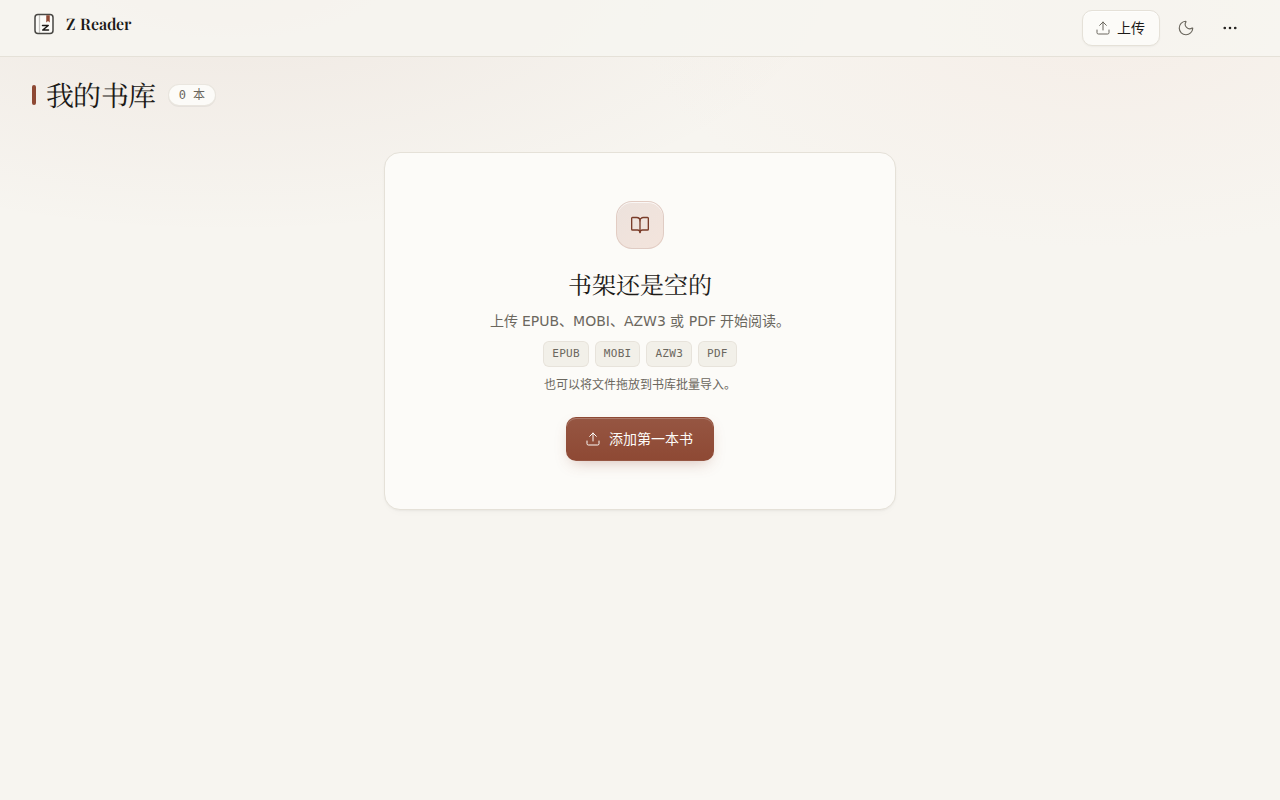 Z Reader
上传
我的书库
0 本
书架还是空的
上传 EPUB、MOBI、AZW3 或 PDF 开始阅读。
EPUB MOBI AZW3 PDF
也可以将文件拖放到书库批量导入。
添加第一本书